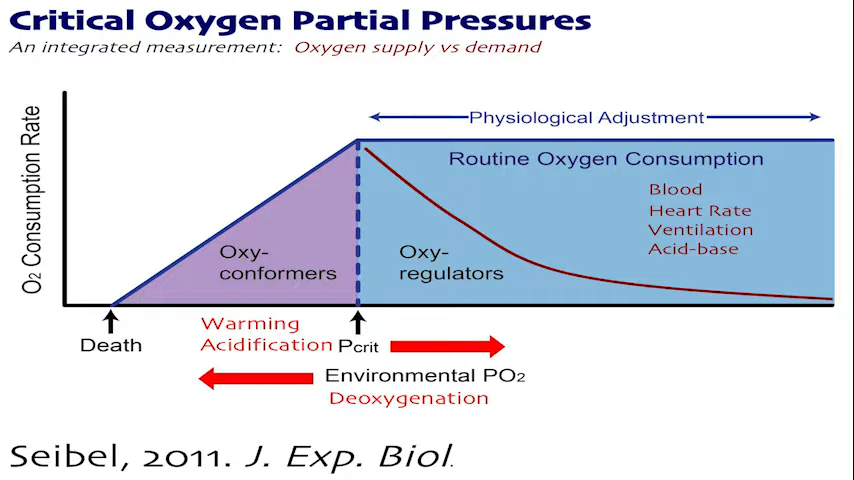 Critical Oxygen Partial Pressures
An integrated measurement: Oxygen supply vs demand
O2 Consumption Rate
Physiological Adjustment
Routine Oxygen Consumption
Blood
Heart Rate
Ventilation
Acid-base
Oxy-
conformers
Oxy-
regulators
Death
Warming
Acidification
Pcrit
Environmental PO2
Deoxygenation
Seibel, 2011. J. Exp. Biol.